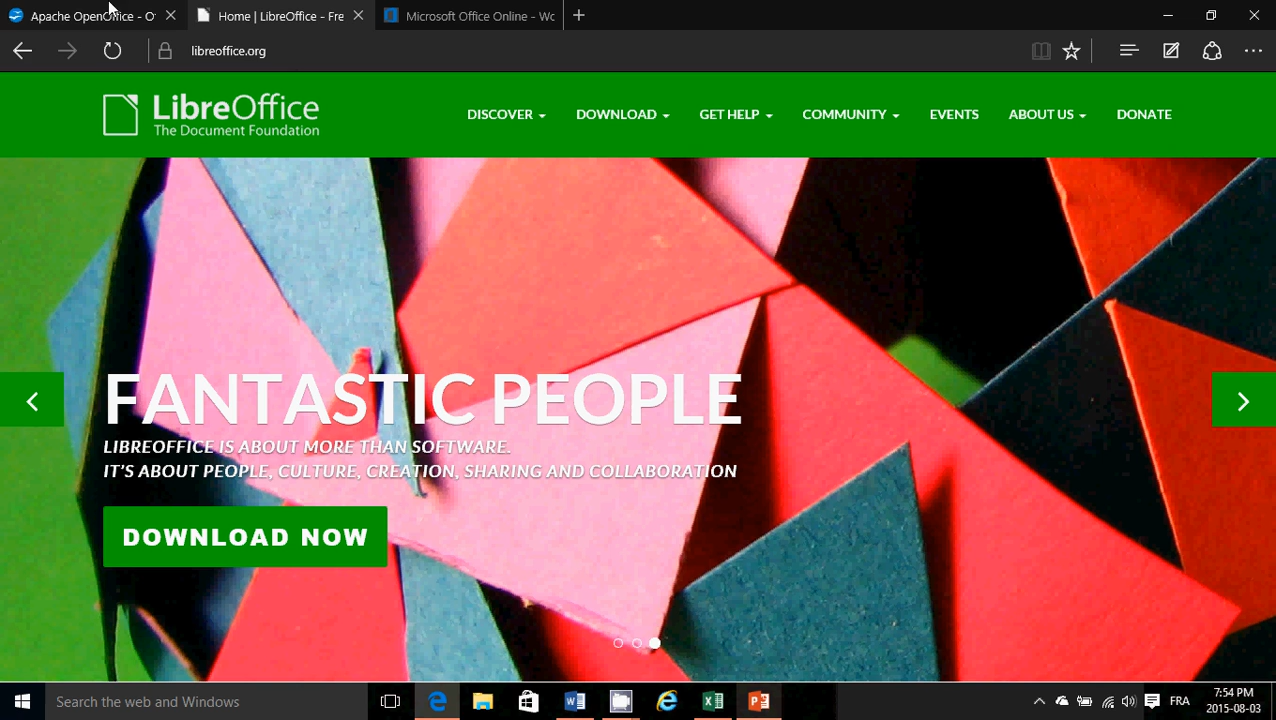 Apache OpenOffice - O
Home | LibreOffice - Fre
Microsoft Office Online - Wo
libreoffice.org
LibreOffice
The Document Foundation
DISCOVER
DOWNLOAD
GET HELP
COMMUNITY
EVENTS
ABOUT US
DONATE
FANTASTIC PEOPLE
LIBREOFFICE IS ABOUT MORE THAN SOFTWARE.
IT'S ABOUT PEOPLE, CULTURE, CREATION, SHARING AND COLLABORATION
DOWNLOAD NOW
Search the web and Windows
FRA
7:54 PM
2015-08-03